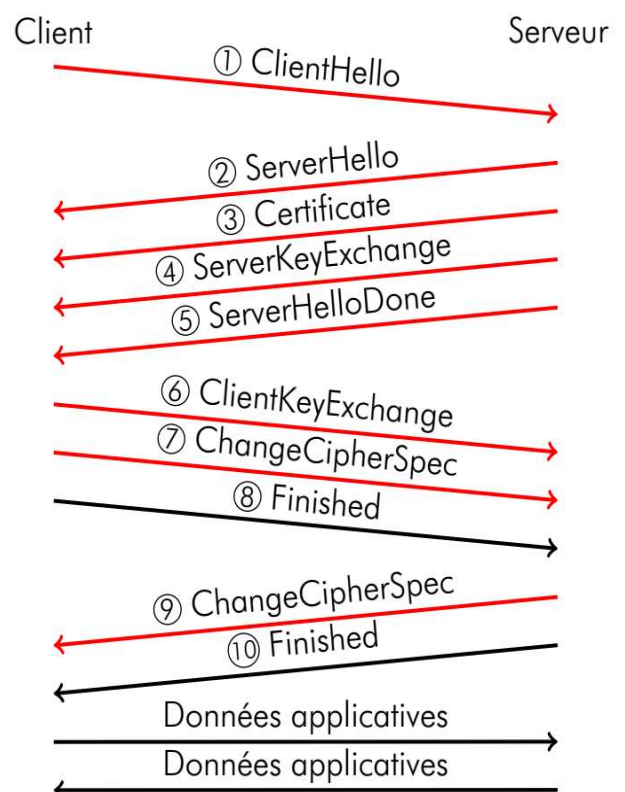 Client
Serveur
① ClientHello
② ServerHello
③ Certificate
④ ServerKeyExchange
⑤ ServerHelloDone
⑥ ClientKeyExchange
⑦ ChangeCipherSpec
⑧ Finished
⑨ ChangeCipherSpec
⑩ Finished
Données applicatives
Données applicatives